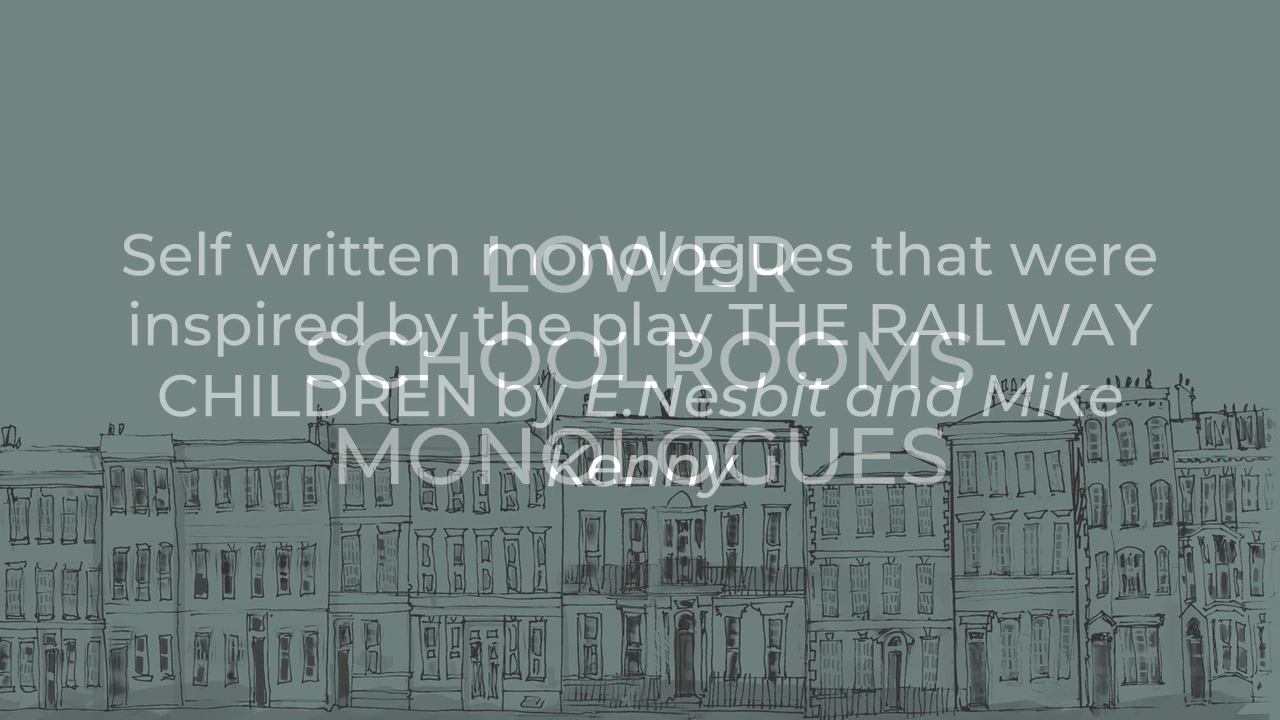 LOWER
SCHOOLROOMS
MONOLOGUES
Self written monologues that were
inspired by the play THE RAILWAY
CHILDREN by E.Nesbit and Mike
Kenny